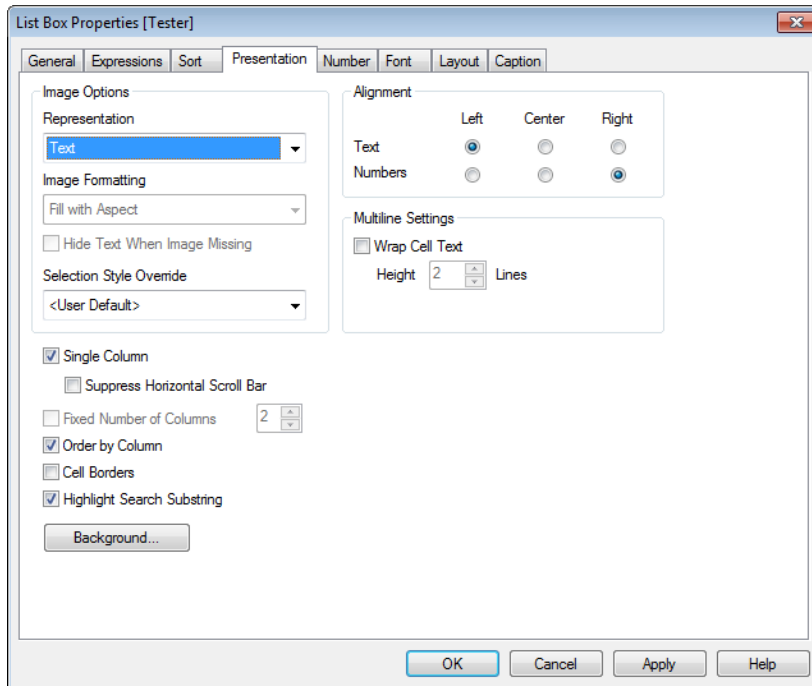 List Box Properties [Tester]
General Expressions Sort Presentation Number Font Layout Caption
Image Options
Representation
Text
Image Formatting
Fill with Aspect
Hide Text When Image Missing
Selection Style Override
<User Default>
Alignment
Left Center Right
Text
Numbers
Multiline Settings
Wrap Cell Text
Height 2 Lines
Single Column
Suppress Horizontal Scroll Bar
Fixed Number of Columns 2
Order by Column
Cell Borders
Highlight Search Substring
Background...
OK Cancel Apply Help